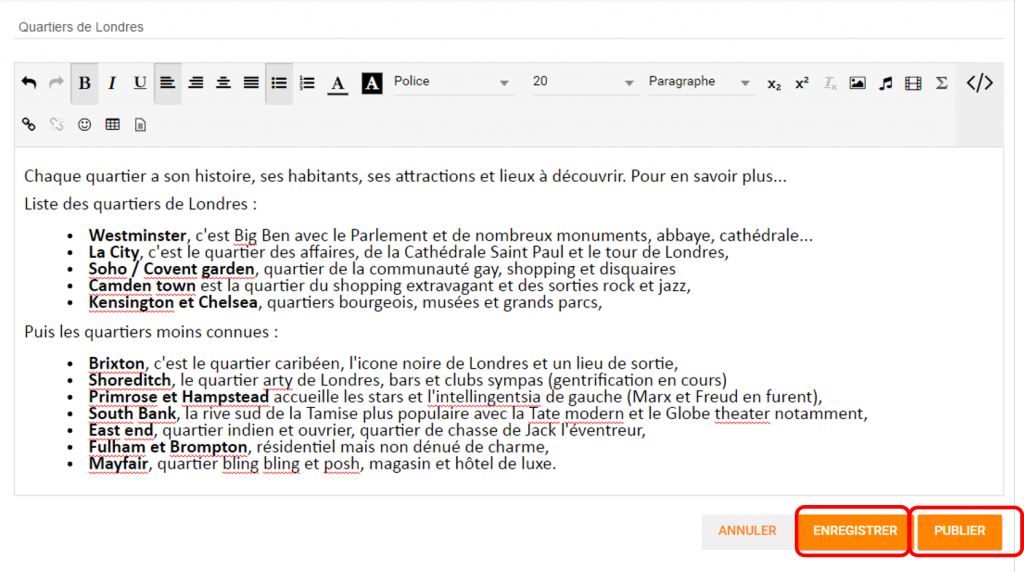 Quartiers de Londres
B I U A A Police 20 Paragraphe x₂ x² Tx Σ </>
Chaque quartier a son histoire, ses habitants, ses attractions et lieux à découvrir. Pour en savoir plus...
Liste des quartiers de Londres :
• Westminster, c'est Big Ben avec le Parlement et de nombreux monuments, abbaye, cathédrale...
• La City, c'est le quartier des affaires, de la Cathédrale Saint Paul et le tour de Londres,
• Soho / Covent garden, quartier de la communauté gay, shopping et disquaires
• Camden town est la quartier du shopping extravagant et des sorties rock et jazz,
• Kensington et Chelsea, quartiers bourgeois, musées et grands parcs,
Puis les quartiers moins connues :
• Brixton, c'est le quartier caribéen, l'icone noire de Londres et un lieu de sortie,
• Shoreditch, le quartier arty de Londres, bars et clubs sympas (gentrification en cours)
• Primrose et Hampstead accueille les stars et l'intellingentsia de gauche (Marx et Freud en furent),
• South Bank, la rive sud de la Tamise plus populaire avec la Tate modern et le Globe theater notamment,
• East end, quartier indien et ouvrier, quartier de chasse de Jack l'éventreur,
• Fulham et Brompton, résidentiel mais non dénué de charme,
• Mayfair, quartier bling bling et posh, magasin et hôtel de luxe.
ANNULER ENREGISTRER PUBLIER